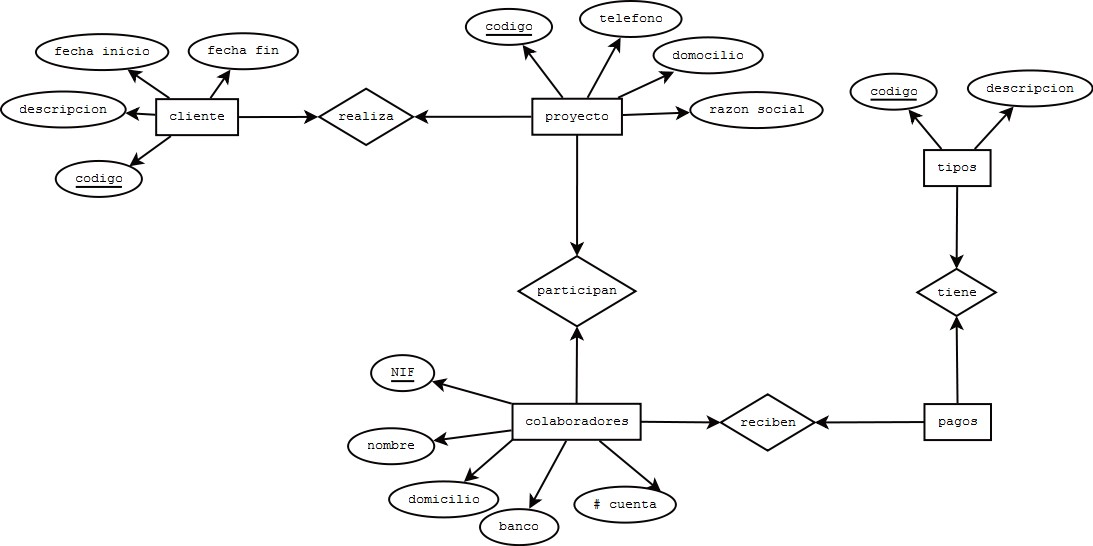 telefono
codigo
fecha inicio
fecha fin
domocilio
descripcion
codigo
descripcion
cliente
realiza
proyecto
razon social
tipos
codigo
participan
tiene
NIF
colaboradores
reciben
pagos
nombre
domicilio
# cuenta
banco